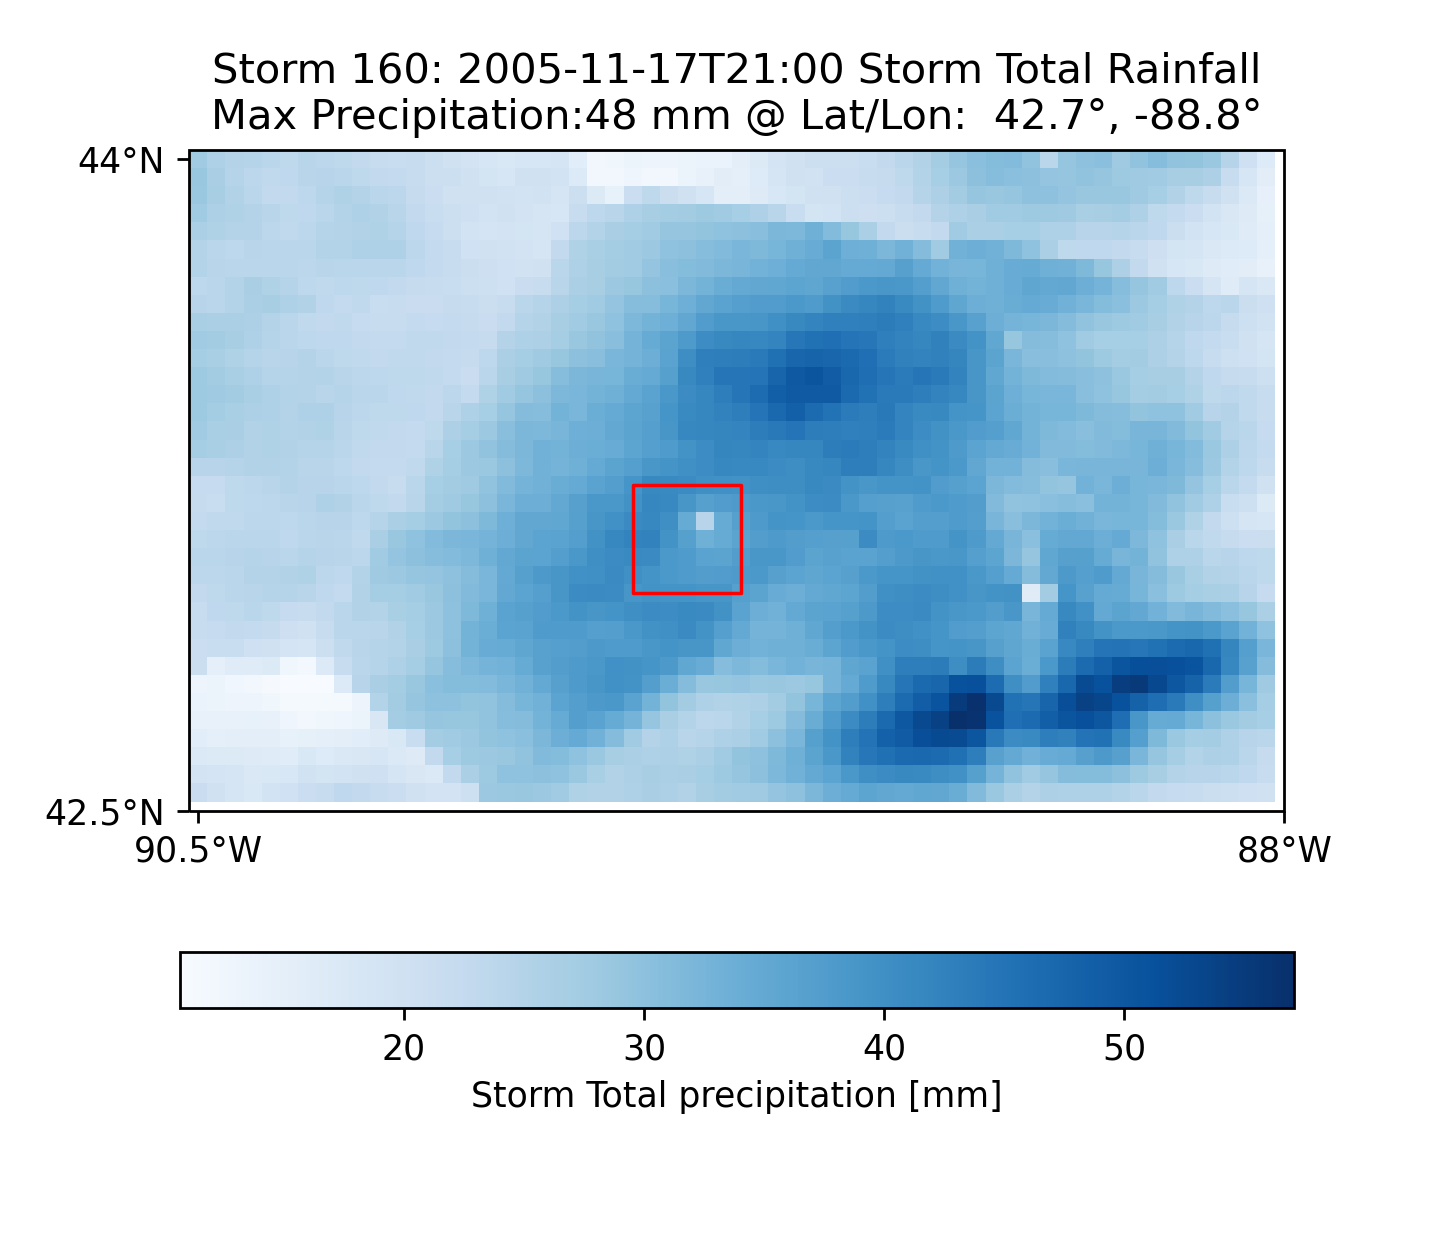 Storm 160: 2005-11-17T21:00 Storm Total Rainfall
Max Precipitation:48 mm @ Lat/Lon:  42.7°, -88.8°
44°N
42.5°N
90.5°W 88°W
20 30 40 50
Storm Total precipitation [mm]